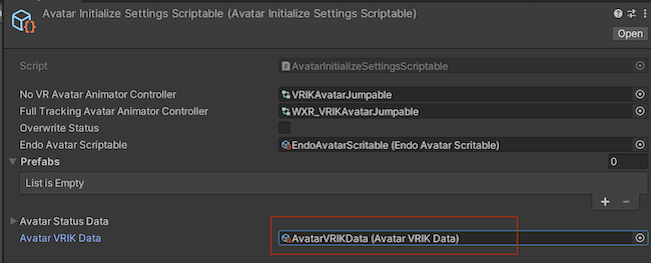 Avatar Initialize Settings Scriptable (Avatar Initialize Settings Scriptable)
Open
Script AvatarInitializeSettingsScriptable
No VR Avatar Animator Controller VRIKAvatarJumpable
Full Tracking Avatar Animator Controller WXR_VRIKAvatarJumpable
Overwrite Status
Endo Avatar Scriptable EndoAvatarScritable (Endo Avatar Scritable)
Prefabs 0
List is Empty
Avatar Status Data
Avatar VRIK Data AvatarVRIKData (Avatar VRIK Data)